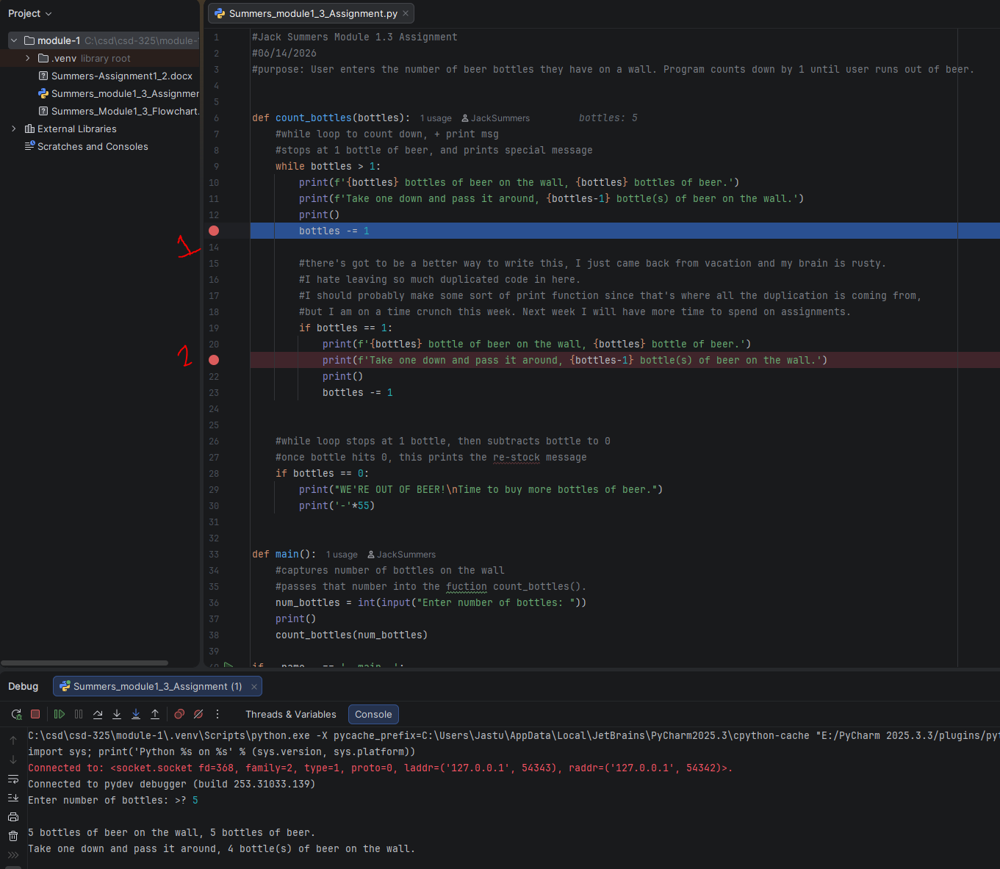 Project
Summers_module1_3_Assignment.py
module-1 C:\csd\csd-325\module-
.venv library root
Summers-Assignment1_2.docx
Summers_module1_3_Assignmen
Summers_Module1_3_Flowchart.
External Libraries
Scratches and Consoles
1 #Jack Summers Module 1.3 Assignment
2 #06/14/2026
3 #purpose: User enters the number of beer bottles they have on a wall. Program counts down by 1 until user runs out of beer.
4
5
6 def count_bottles(bottles): 1 usage JackSummers bottles: 5
7 #while loop to count down, + print msg
8 #stops at 1 bottle of beer, and prints special message
9 while bottles > 1:
10 print(f'{bottles} bottles of beer on the wall, {bottles} bottles of beer.')
11 print(f'Take one down and pass it around, {bottles-1} bottle(s) of beer on the wall.')
12 print()
bottles -= 1
1
14
15 #there's got to be a better way to write this, I just came back from vacation and my brain is rusty.
16 #I hate leaving so much duplicated code in here.
17 #I should probably make some sort of print function since that's where all the duplication is coming from,
18 #but I am on a time crunch this week. Next week I will have more time to spend on assignments.
19 if bottles == 1:
20 print(f'{bottles} bottle of beer on the wall, {bottles} bottle of beer.')
2 print(f'Take one down and pass it around, {bottles-1} bottle(s) of beer on the wall.')
22 print()
23 bottles -= 1
24
25
26 #while loop stops at 1 bottle, then subtracts bottle to 0
27 #once bottle hits 0, this prints the re-stock message
28 if bottles == 0:
29 print("WE'RE OUT OF BEER!\nTime to buy more bottles of beer.")
30 print('-'*55)
31
32
33 def main(): 1 usage JackSummers
34 #captures number of bottles on the wall
35 #passes that number into the fuction count_bottles().
36 num_bottles = int(input("Enter number of bottles: "))
37 print()
38 count_bottles(num_bottles)
39
Debug Summers_module1_3_Assignment (1)
Threads & Variables Console
C:\csd\csd-325\module-1\.venv\Scripts\python.exe -X pycache_prefix=C:\Users\Jastu\AppData\Local\JetBrains\PyCharm2025.3\cpython-cache "E:/PyCharm 2025.3.3/plugins/pyt
import sys; print('Python %s on %s' % (sys.version, sys.platform))
Connected to: <socket.socket fd=368, family=2, type=1, proto=0, laddr=('127.0.0.1', 54343), raddr=('127.0.0.1', 54342)>.
Connected to pydev debugger (build 253.31033.139)
Enter number of bottles: >? 5
5 bottles of beer on the wall, 5 bottles of beer.
Take one down and pass it around, 4 bottle(s) of beer on the wall.